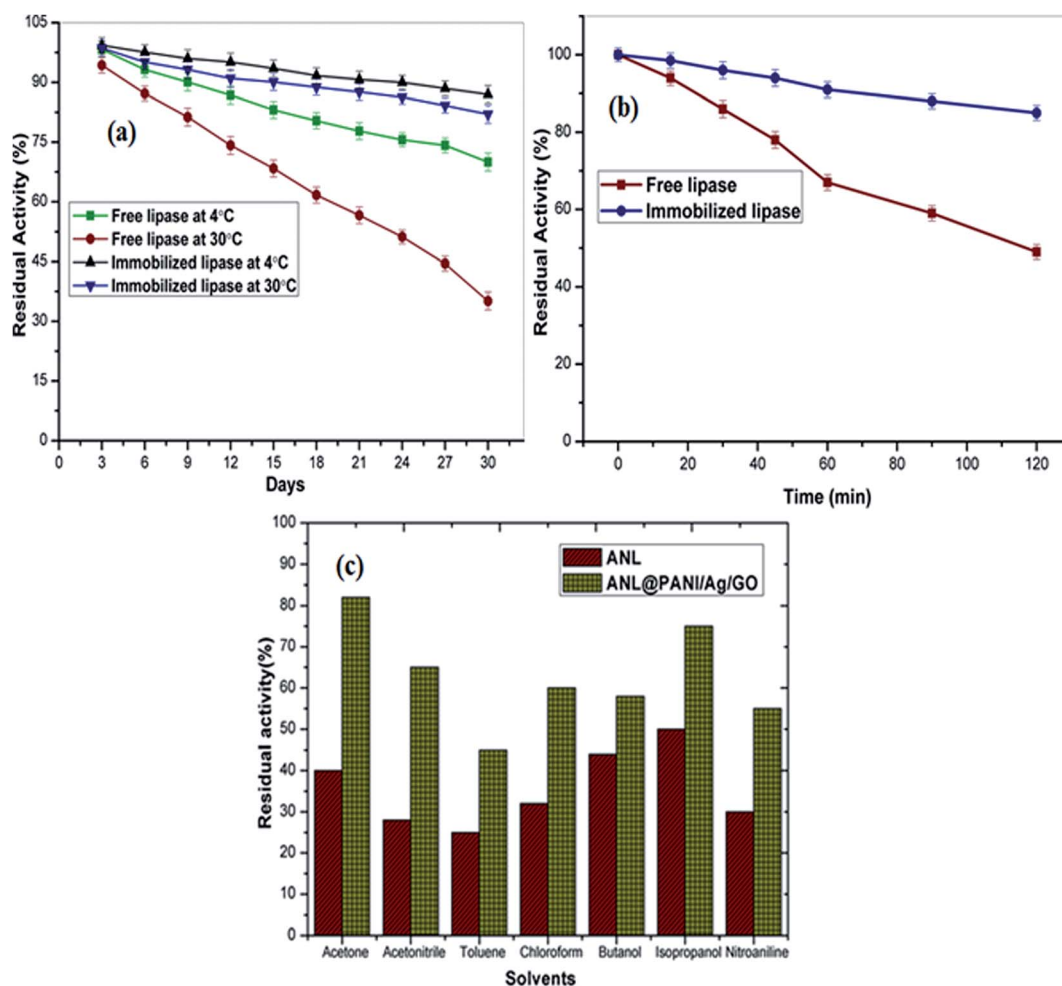 105
90
75
60
45
30
15
0
Residual Activity (%)
(a)
Free lipase at 4°C
Free lipase at 30°C
Immobilized lipase at 4°C
Immobilized lipase at 30°C
0 3 6 9 12 15 18 21 24 27 30
Days
100
80
60
40
20
0
Residual Activity (%)
(b)
Free lipase
Immobilized lipase
0 20 40 60 80 100 120
Time (min)
100
90
80
70
60
50
40
30
20
10
0
Residual activity(%)
(c)
ANL
ANL@PANI/Ag/GO
Acetone Acetonitrile Toluene Chloroform Butanol Isopropanol Nitroaniline
Solvents